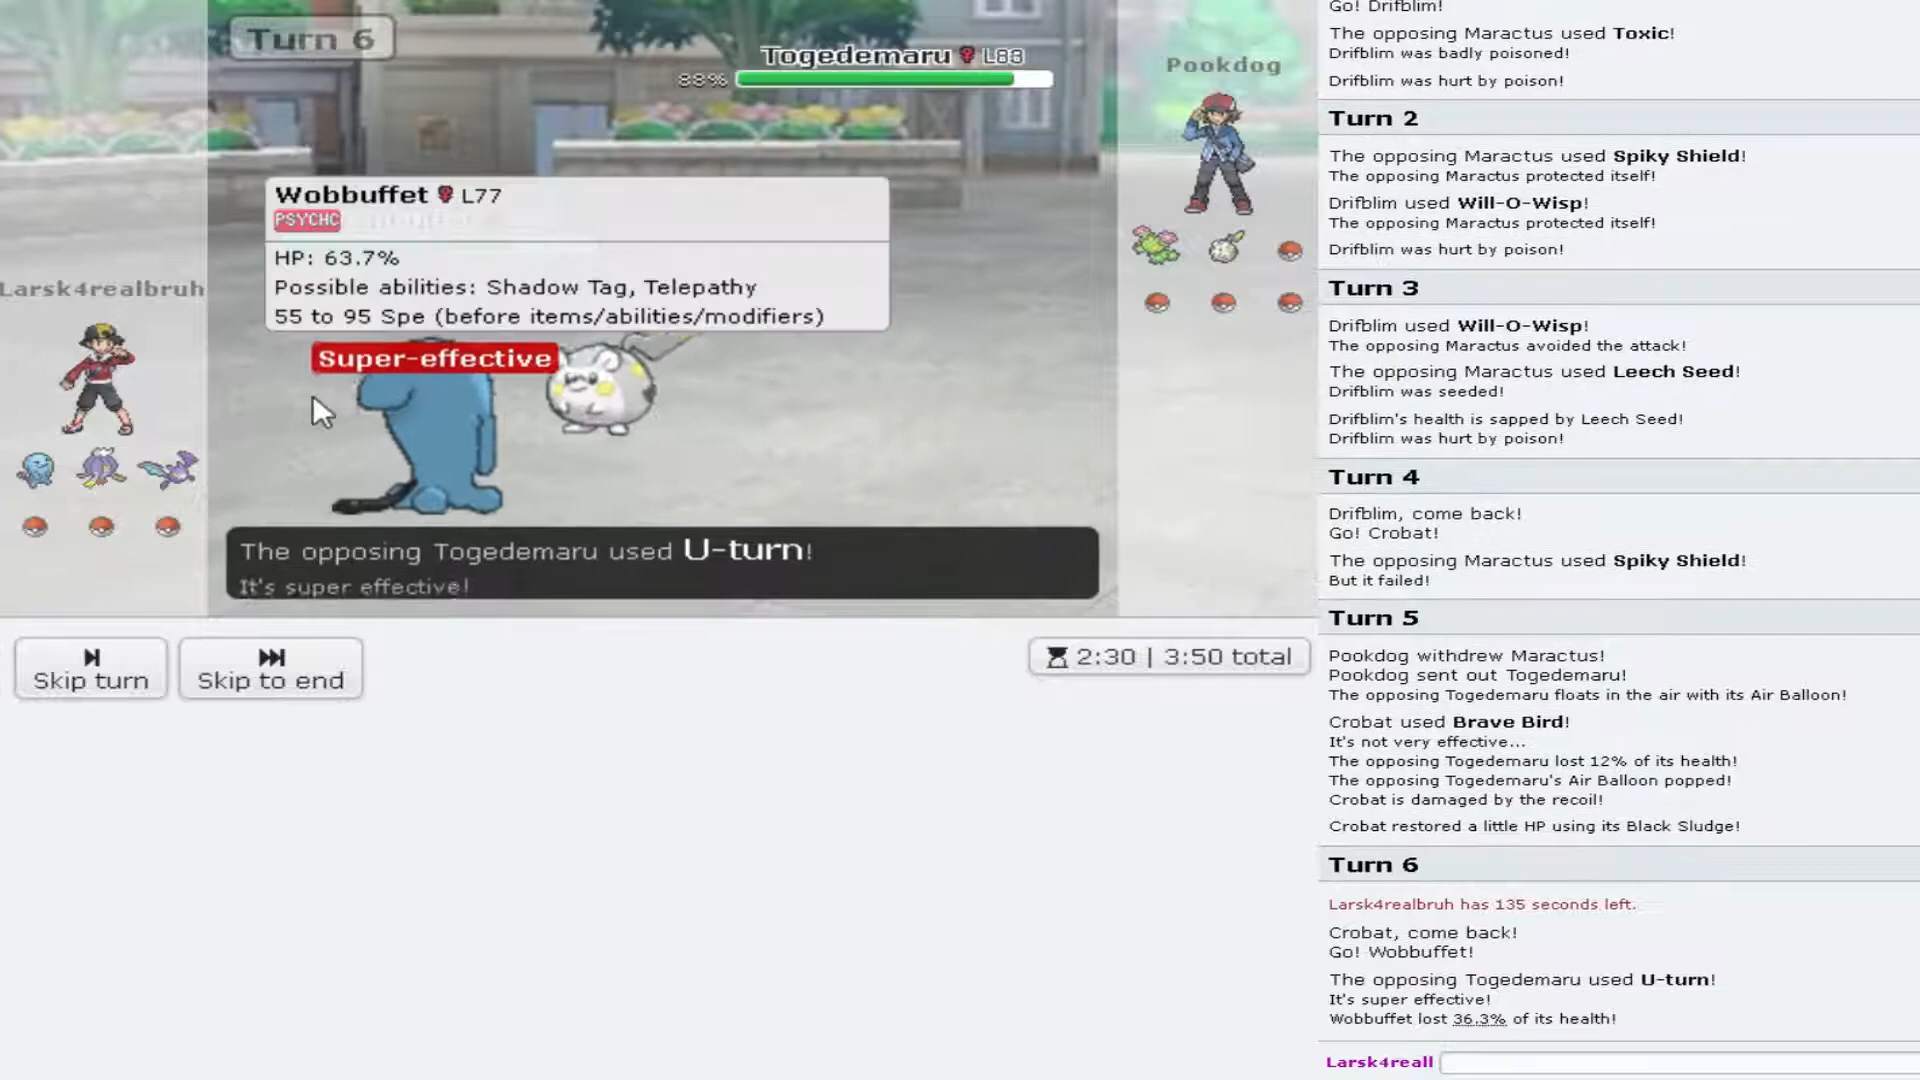 Turn 6
Togedemaru L88
88%
Pookdog
Wobbuffet L77
PSYCHC
HP: 63.7%
Possible abilities: Shadow Tag, Telepathy
55 to 95 Spe (before items/abilities/modifiers)
Larsk4realbruh
Super-effective
The opposing Togedemaru used U-turn!
It's super effective!
Skip turn
Skip to end
2:30 | 3:50 total
Go! Drifblim!
The opposing Maractus used Toxic!
Drifblim was badly poisoned!
Drifblim was hurt by poison!
Turn 2
The opposing Maractus used Spiky Shield!
The opposing Maractus protected itself!
Drifblim used Will-O-Wisp!
The opposing Maractus protected itself!
Drifblim was hurt by poison!
Turn 3
Drifblim used Will-O-Wisp!
The opposing Maractus avoided the attack!
The opposing Maractus used Leech Seed!
Drifblim was seeded!
Drifblim's health is sapped by Leech Seed!
Drifblim was hurt by poison!
Turn 4
Drifblim, come back!
Go! Crobat!
The opposing Maractus used Spiky Shield!
But it failed!
Turn 5
Pookdog withdrew Maractus!
Pookdog sent out Togedemaru!
The opposing Togedemaru floats in the air with its Air Balloon!
Crobat used Brave Bird!
It's not very effective...
The opposing Togedemaru lost 12% of its health!
The opposing Togedemaru's Air Balloon popped!
Crobat is damaged by the recoil!
Crobat restored a little HP using its Black Sludge!
Turn 6
Larsk4realbruh has 135 seconds left.
Crobat, come back!
Go! Wobbuffet!
The opposing Togedemaru used U-turn!
It's super effective!
Wobbuffet lost 36.3% of its health!
Larsk4reall